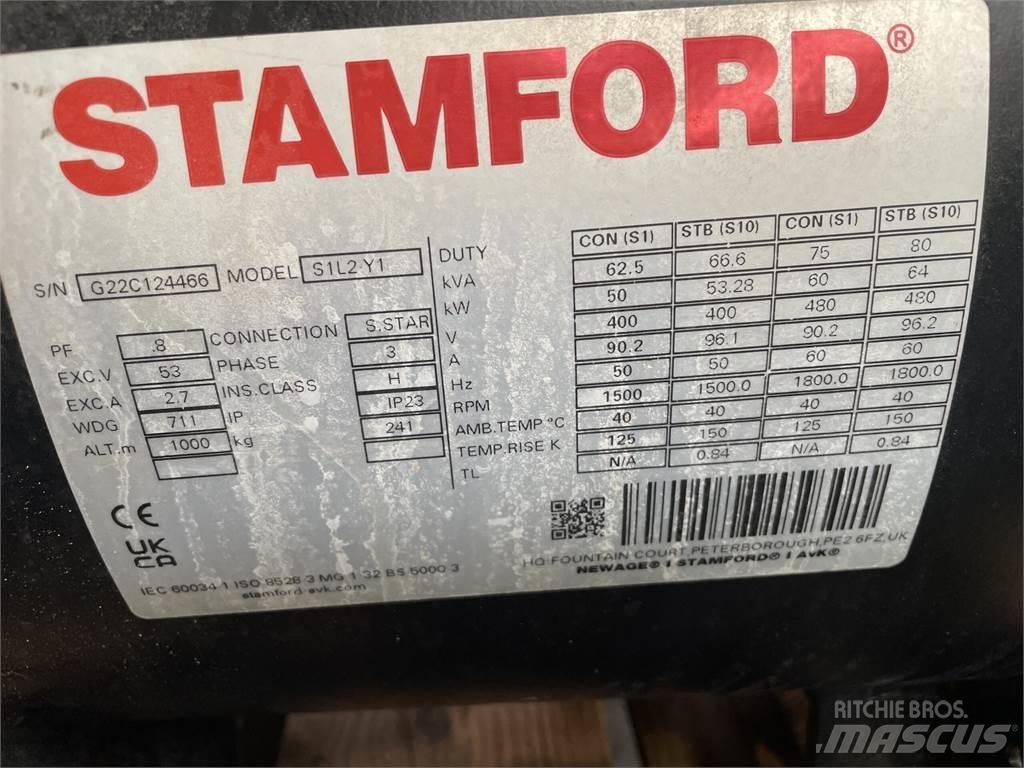 STAMFORD®
S/N G22C124466 MODEL S1L2-Y1
PF .8 CONNECTION S.STAR
EXC.V 53 PHASE 3
EXC.A 2.7 INS.CLASS H
WDG 711 IP IP23
ALT.m 1000 kg 241
DUTY CON (S1) STB (S10) CON (S1) STB (S10)
kVA 62.5 66.6 75 80
kW 50 53.28 60 64
V 400 400 480 480
A 90.2 96.1 90.2 96.2
Hz 50 50 60 60
RPM 1500 1500.0 1800.0 1800.0
AMB.TEMP °C 40 40 40 40
TEMP.RISE K 125 150 125 150
TL N/A 0.84 N/A 0.84
CE
UK
CA
IEC 60034-1 ISO 8528-3 MG 1-32 BS 5000-3
stamford-avk.com
HQ:FOUNTAIN COURT,PETERBOROUGH,PE2 6FZ,UK
NEWAGE® I STAMFORD® I AvK®
RITCHIE BROS.
MASCUS